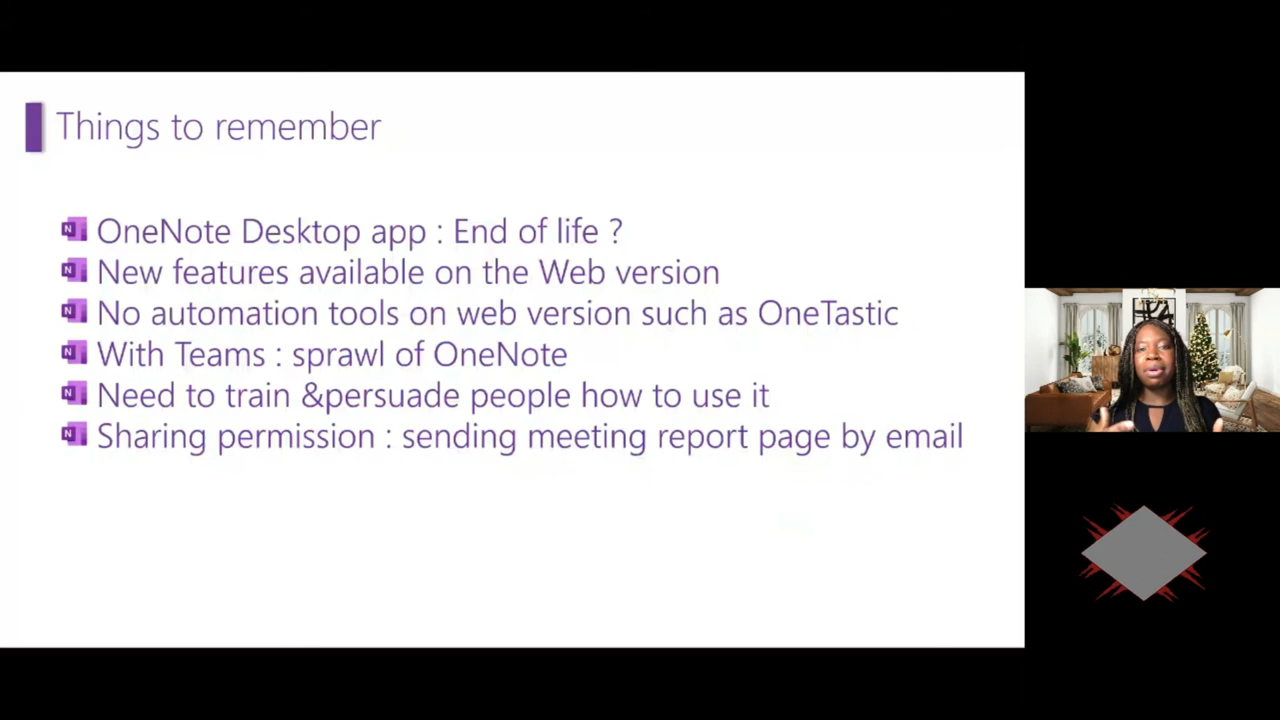 Things to remember
OneNote Desktop app : End of life ?
New features available on the Web version
No automation tools on web version such as OneTastic
With Teams : sprawl of OneNote
Need to train &persuade people how to use it
Sharing permission : sending meeting report page by email